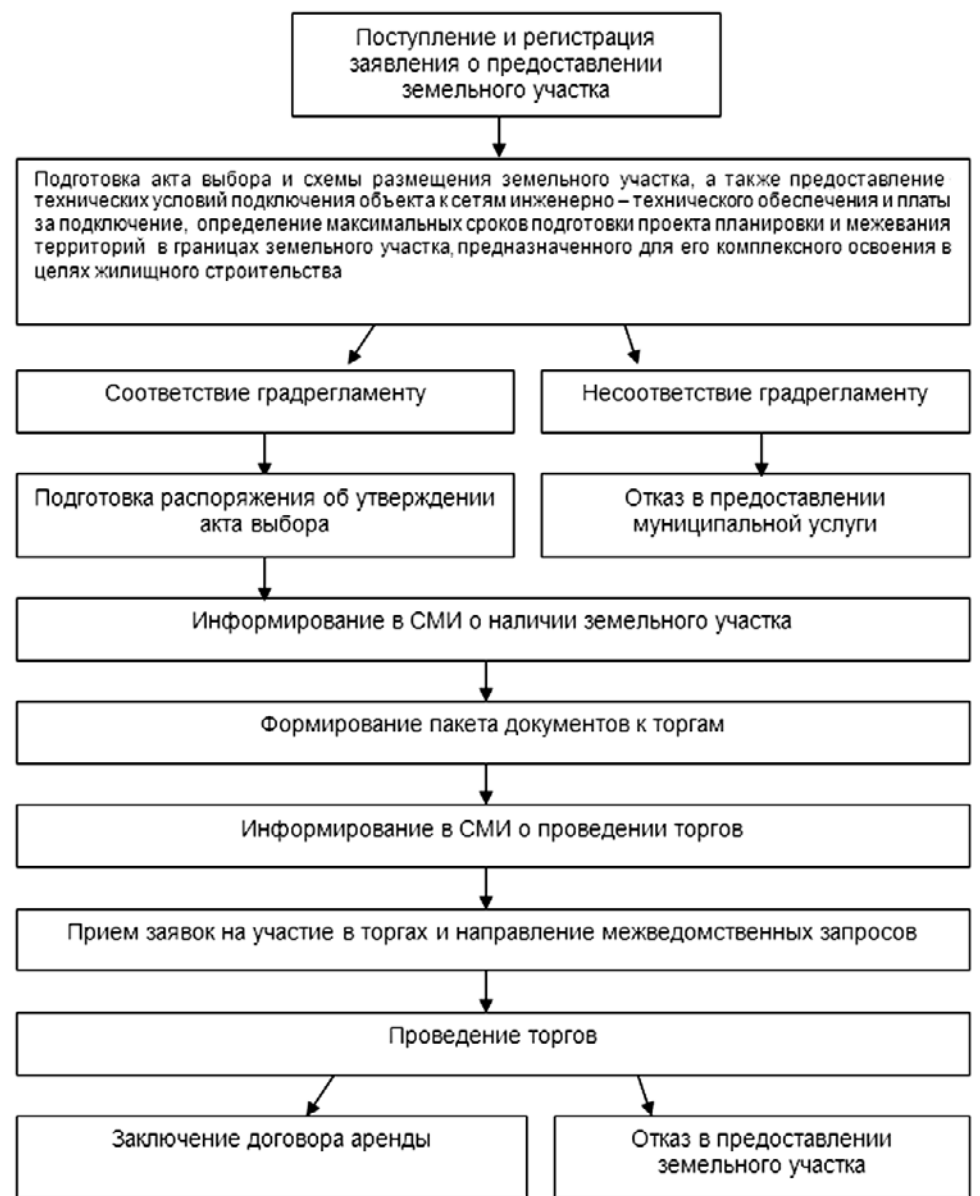 Поступление и регистрация
заявления о предоставлении
земельного участка
Подготовка акта выбора и схемы размещения земельного участка, а также предоставление
технических условий подключения объекта к сетям инженерно – технического обеспечения и платы
за подключение, определение максимальных сроков подготовки проекта планировки и межевания
территорий в границах земельного участка, предназначенного для его комплексного освоения в
целях жилищного строительства
Соответствие градрегламенту
Несоответствие градрегламенту
Подготовка распоряжения об утверждении
акта выбора
Отказ в предоставлении
муниципальной услуги
Информирование в СМИ о наличии земельного участка
Формирование пакета документов к торгам
Информирование в СМИ о проведении торгов
Прием заявок на участие в торгах и направление межведомственных запросов
Проведение торгов
Заключение договора аренды
Отказ в предоставлении
земельного участка